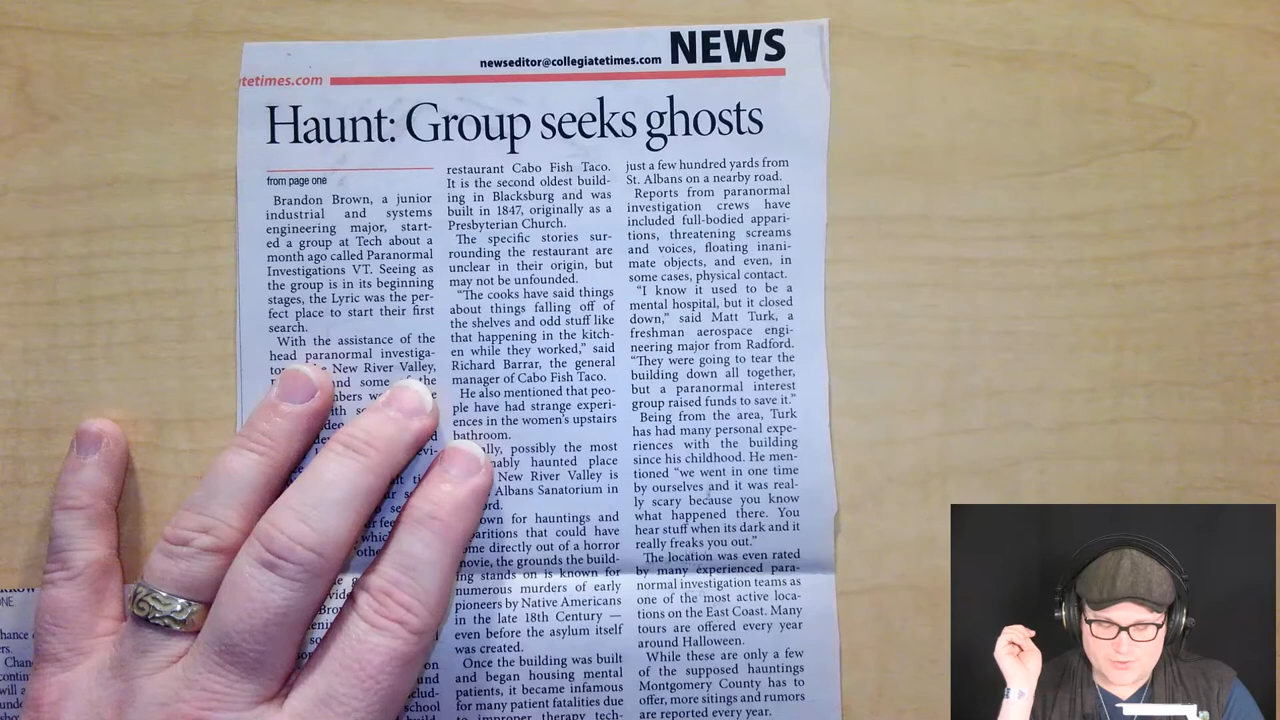 newseditor@collegiatetimes.com NEWS
tetimes.com
Haunt: Group seeks ghosts
from page one
Brandon Brown, a junior
industrial and systems
engineering major, start-
ed a group at Tech about a
month ago called Paranormal
Investigations VT. Seeing as
the group is in its beginning
stages, the Lyric was the per-
fect place to start their first
search.
With the assistance of the
head paranormal investiga-
New River Valley,
and some of the
restaurant Cabo Fish Taco.
It is the second oldest build-
ing in Blacksburg and was
built in 1847, originally as a
Presbyterian Church.
The specific stories sur-
rounding the restaurant are
unclear in their origin, but
may not be unfounded.
“The cooks have said things
about things falling off of
the shelves and odd stuff like
that happening in the kitch-
en while they worked,” said
Richard Barrar, the general
manager of Cabo Fish Taco.
He also mentioned that peo-
ple have had strange experi-
ences in the women’s upstairs
bathroom.
possibly the most
haunted place
New River Valley is
Albans Sanatorium in
for hauntings and
that could have
directly out of a horror
movie, the grounds the build-
ing stands on is known for
numerous murders of early
pioneers by Native Americans
in the late 18th Century —
even before the asylum itself
was created.
Once the building was built
and began housing mental
patients, it became infamous
for many patient fatalities due
to improper therapy tech-
just a few hundred yards from
St. Albans on a nearby road.
Reports from paranormal
investigation crews have
included full-bodied appari-
tions, threatening screams
and voices, floating inani-
mate objects, and even, in
some cases, physical contact.
“I know it used to be a
mental hospital, but it closed
down,” said Matt Turk, a
freshman aerospace engi-
neering major from Radford.
“They were going to tear the
building down all together,
but a paranormal interest
group raised funds to save it.”
Being from the area, Turk
has had many personal expe-
riences with the building
since his childhood. He men-
tioned “we went in one time
by ourselves and it was real-
ly scary because you know
what happened there. You
hear stuff when its dark and it
really freaks you out.”
The location was even rated
by many experienced para-
normal investigation teams as
one of the most active loca-
tions on the East Coast. Many
tours are offered every year
around Halloween.
While these are only a few
of the supposed hauntings
Montgomery County has to
offer, more sitings and rumors
are reported every year.